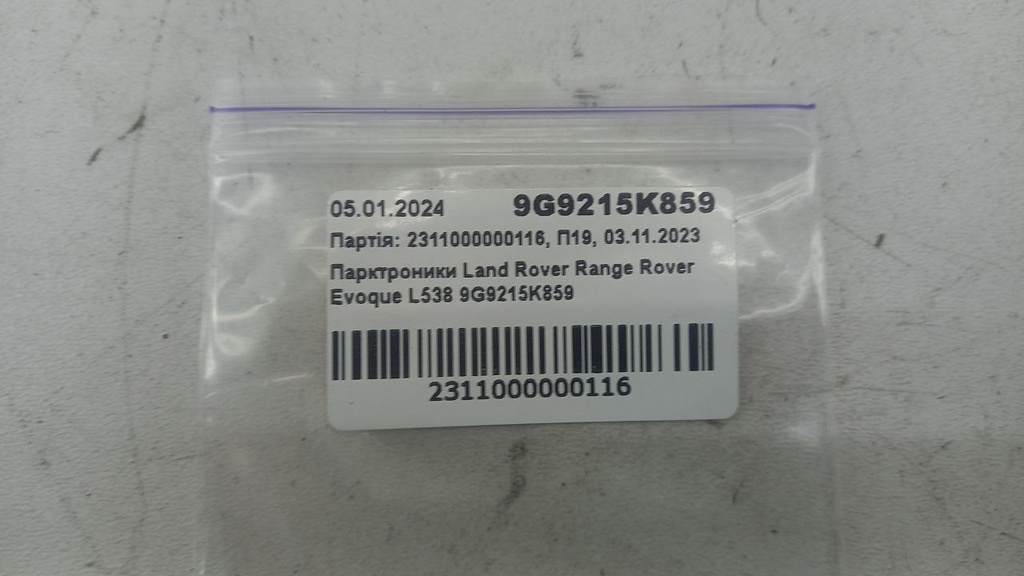 05.01.2024 9G9215K859
Партія: 2311000000116, П19, 03.11.2023
Парктроники Land Rover Range Rover
Evoque L538 9G9215K859
2311000000116